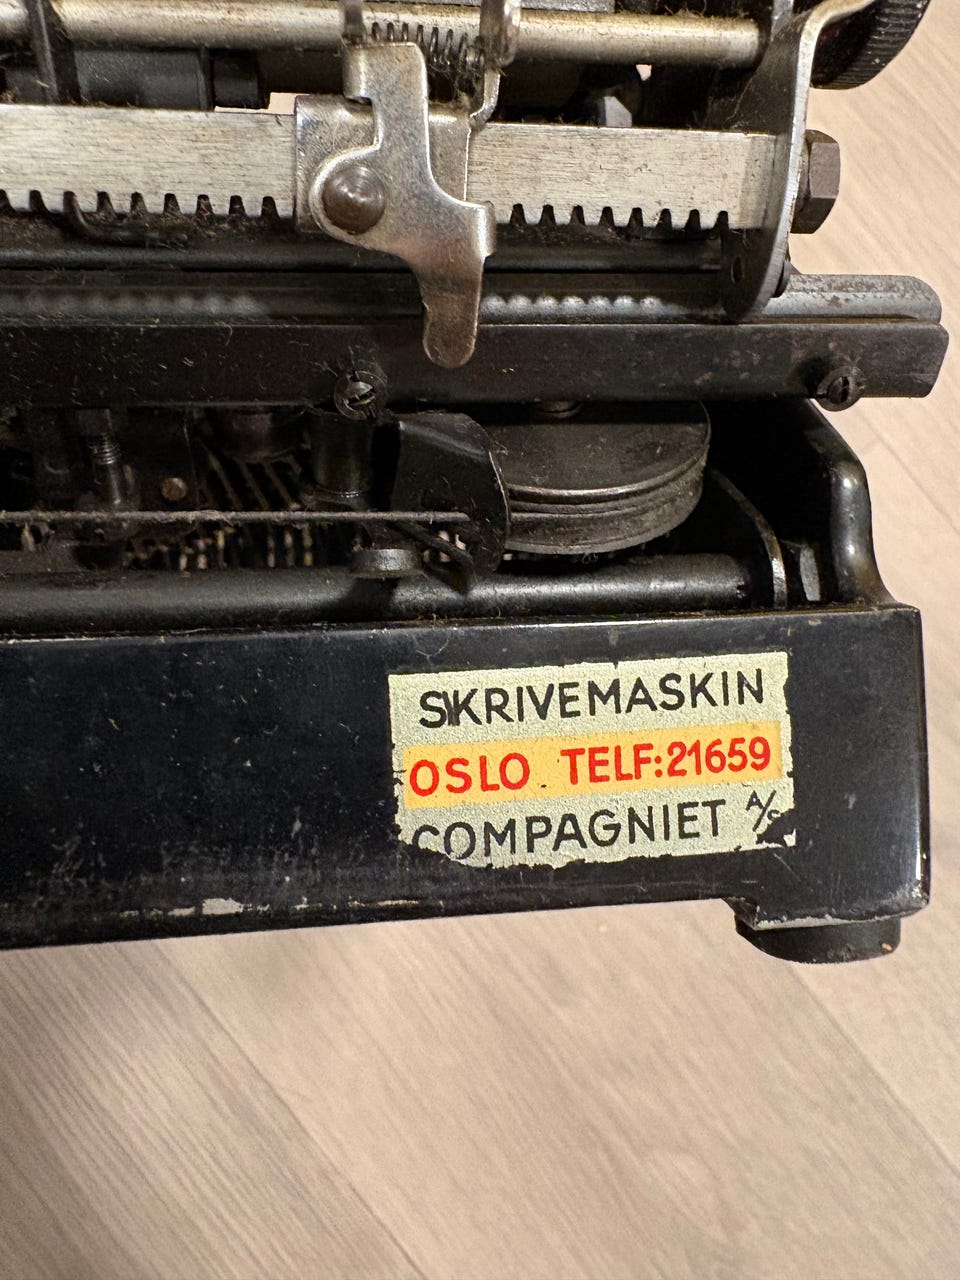 SKRIVEMASKIN
OSLO TELF:21659
COMPAGNIET A/S